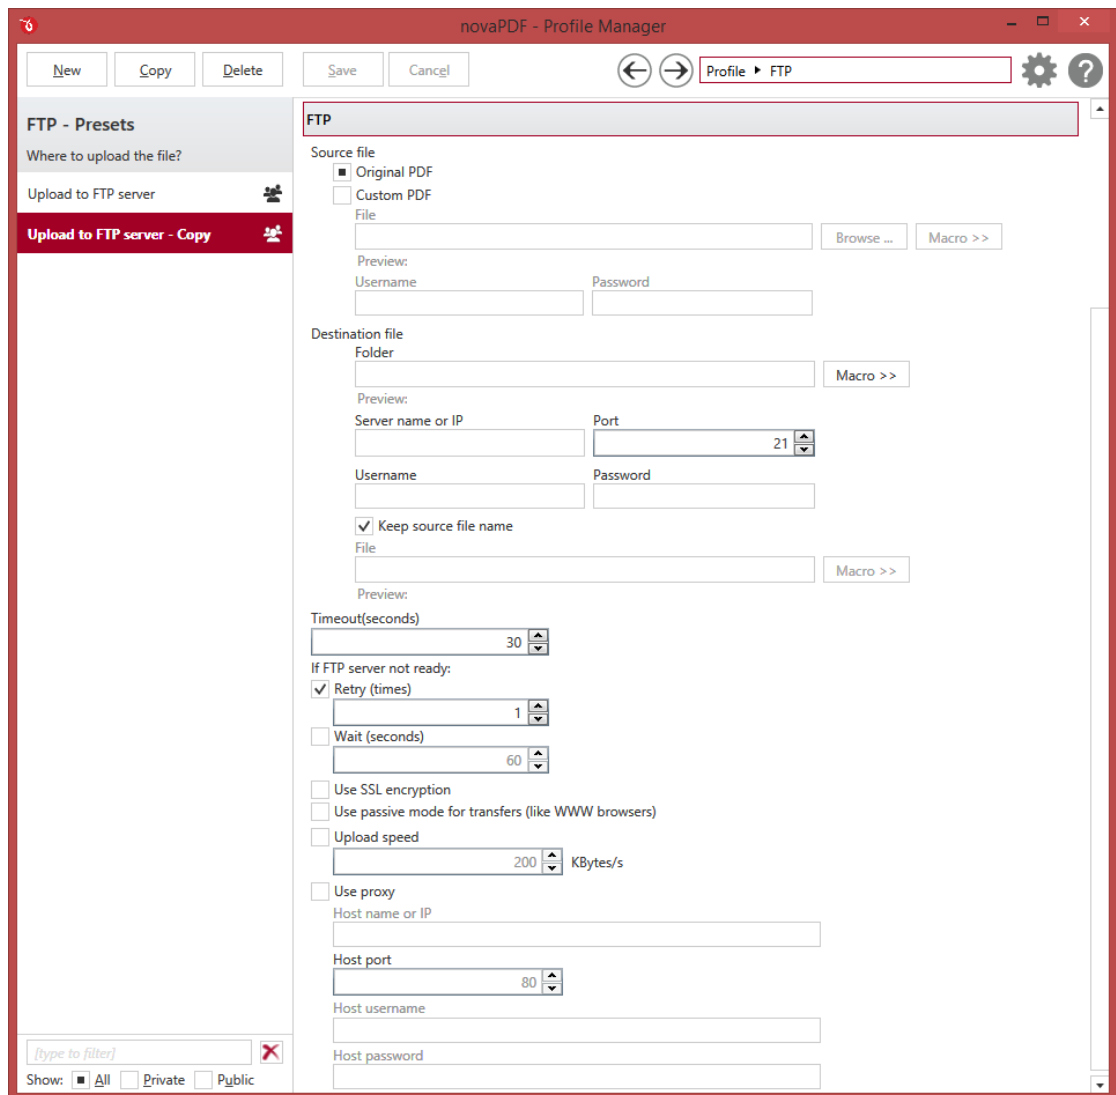 novaPDF - Profile Manager
New Copy Delete Save Cancel Profile FTP ?
FTP - Presets
Where to upload the file?
Upload to FTP server
Upload to FTP server - Copy
FTP
Source file
Original PDF
Custom PDF
File
Browse ... Macro >>
Preview:
Username Password
Destination file
Folder
Macro >>
Preview:
Server name or IP Port
21
Username Password
Keep source file name
File
Macro >>
Preview:
Timeout(seconds)
30
If FTP server not ready:
Retry (times)
1
Wait (seconds)
60
Use SSL encryption
Use passive mode for transfers (like WWW browsers)
Upload speed
200 KBytes/s
Use proxy
Host name or IP
Host port
80
Host username
Host password
[type to filter]
Show: All Private Public